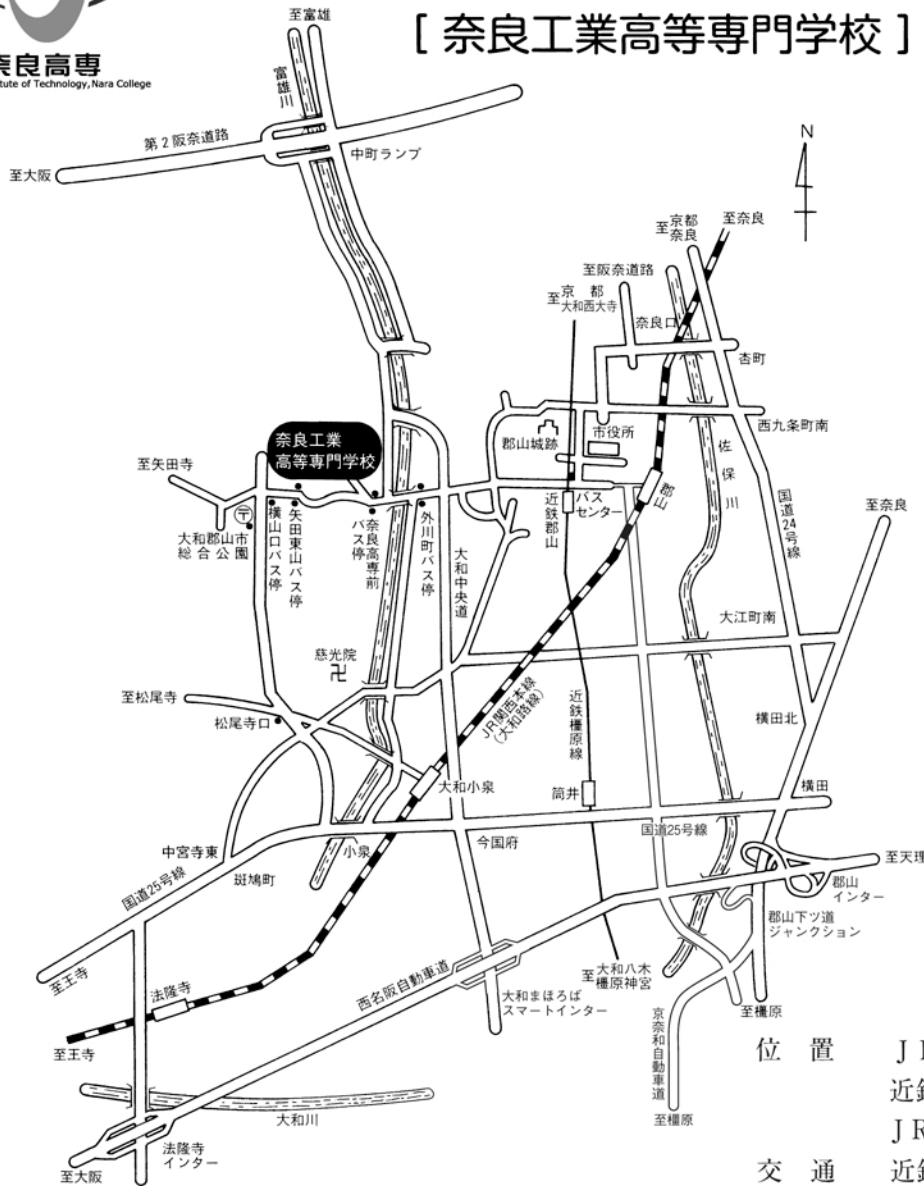 [ 奈良工業高等専門学校 ]
奈良高専
tute of Technology, Nara College
至富雄
富雄川
第2阪奈道路
中町ランプ
至大阪
N
至京都
奈良
至奈良
至阪奈道路
至京都
大和西大寺
奈良口
杏町
西九条町南
郡山城跡
市役所
佐保川
奈良工業
高等専門学校
至矢田寺
郡山
近鉄郡山
バス
センター
国道24号線
至奈良
大和郡山市
総合公園
〒
横山口バス停
矢田東山バス停
奈良高専前
バス停
外川町バス停
大和中央道
大江町南
慈光院
卍
至松尾寺
松尾寺口
JR関西本線
(大和路線)
近鉄橿原線
横田北
大和小泉
筒井
横田
中宮寺東
小泉
今国府
国道25号線
国道25号線
斑鳩町
至天理
郡山
インター
郡山下ツ道
ジャンクション
至王寺
法隆寺
西名阪自動車道
大和まほろば
スマートインター
至大和八木
橿原神宮
至橿原
至王寺
京奈和自動車道
大和川
至橿原
法隆寺
インター
至大阪
位 置 J
近鉄
J R
交 通 近鉄